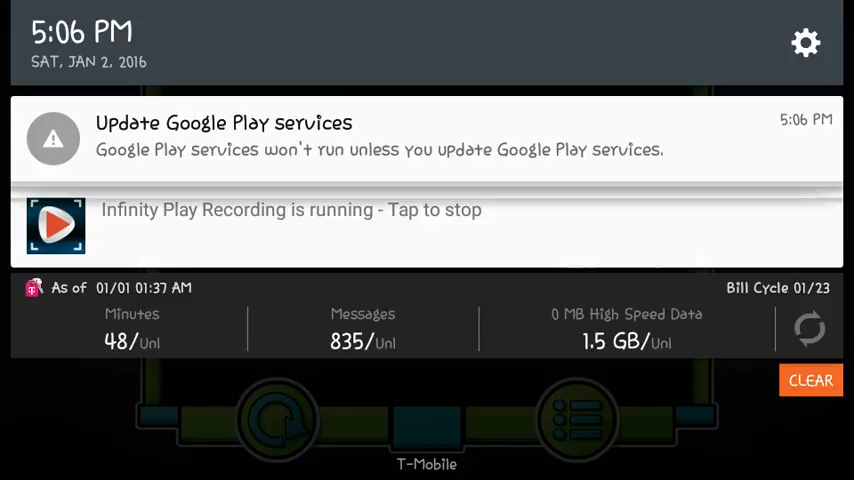 5:06 PM
SAT, JAN 2, 2016
Update Google Play services
5:06 PM
Google Play services won't run unless you update Google Play services.
Infinity Play Recording is running - Tap to stop
As of 01/01 01:37 AM
Bill Cycle 01/23
Minutes
Messages
0 MB High Speed Data
48/Unl
835/Unl
1.5 GB/Unl
CLEAR
T-Mobile